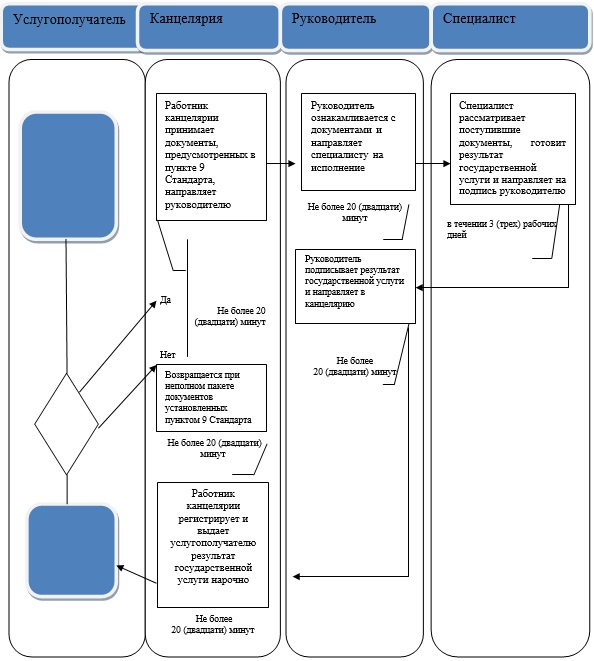 Услугополучатель
Канцелярия
Руководитель
Специалист
Работник
канцелярии
принимает
документы,
предусмотренных в
пункте 9
Стандарта,
направляет
руководителю
Руководитель
ознакамливается с
документами и
направляет
специалисту на
исполнение
Специалист
рассматривает
поступившие
документы, готовит
результат
государственной
услуги и направляет на
подпись руководителю
Не более 20 (двадцати)
минут
в течении 3 (трех) рабочих
дней
Руководитель
подписывает результат
государственной услуги
и направляет в
канцелярию
Да
Не более 20
(двадцати) минут
Нет
Не более
20 (двадцати) минут
Возвращается при
неполном пакете
документов
установленных
пунктом 9 Стандарта
Не более 20 (двадцати)
минут
Работник
канцелярии
регистрирует и
выдает
услугополучателю
результат
государственной
услуги нарочно
Не более
20 (двадцати) минут